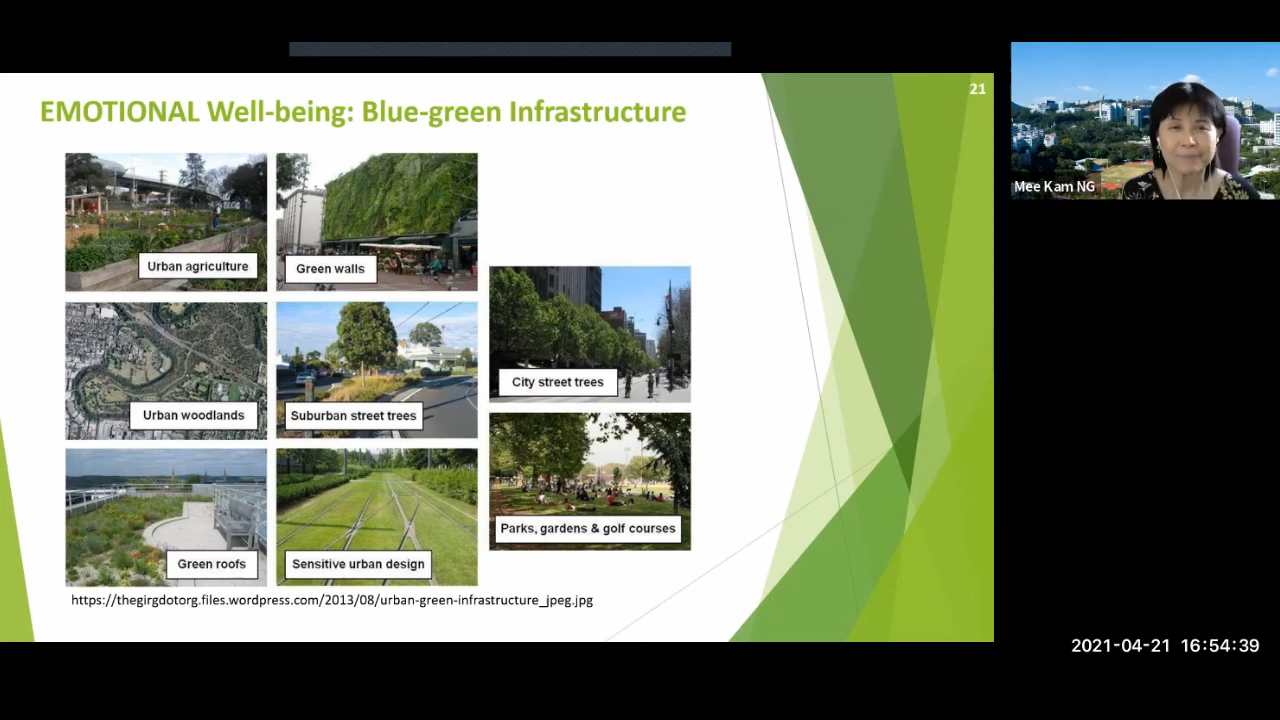 21
EMOTIONAL Well-being: Blue-green Infrastructure
Urban agriculture
Green walls
City street trees
Urban woodlands
Suburban street trees
Parks, gardens & golf courses
Green roofs
Sensitive urban design
https://thegirgdotorg.files.wordpress.com/2013/08/urban-green-infrastructure_jpeg.jpg
Mee Kam NG
2021-04-21 16:54:39